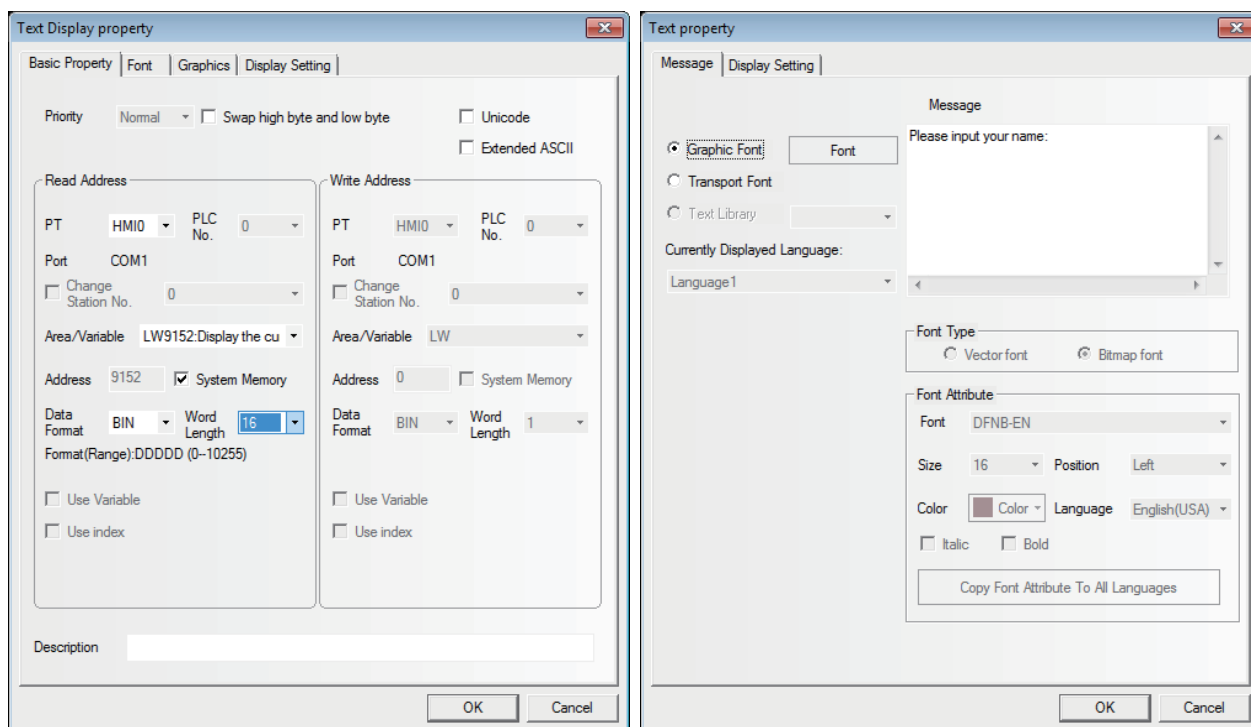 Text Display property
Basic Property Font Graphics Display Setting
Priority Normal Swap high byte and low byte Unicode
Extended ASCII
Read Address
PT HMI0 PLC No. 0
Port COM1
Change Station No. 0
Area/Variable LW9152:Display the cu
Address 9152 System Memory
Data Format BIN Word Length 16
Format(Range):DDDDD (0--10255)
Use Variable
Use index
Write Address
PT HMI0 PLC No. 0
Port COM1
Change Station No. 0
Area/Variable LW
Address 0 System Memory
Data Format BIN Word Length 1
Use Variable
Use index
Description
OK Cancel
Text property
Message Display Setting
Graphic Font Font
Transport Font
Text Library
Currently Displayed Language:
Language1
Message
Please input your name:
Font Type
Vector font Bitmap font
Font Attribute
Font DFNB-EN
Size 16 Position Left
Color Color Language English(USA)
Italic Bold
Copy Font Attribute To All Languages
OK Cancel